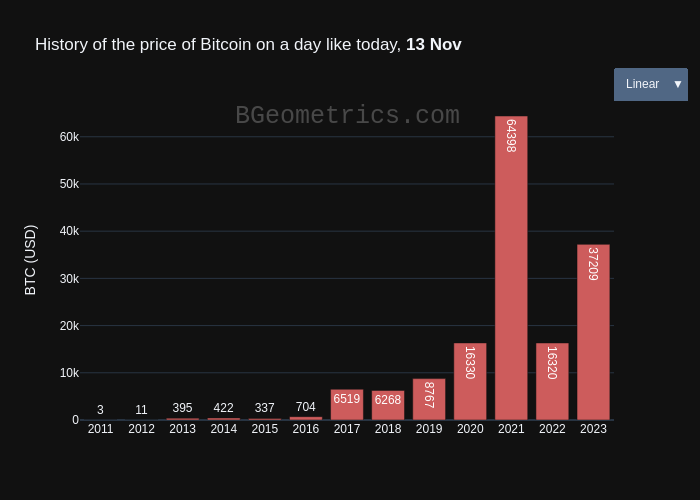 History of the price of Bitcoin on a day like today, 13 Nov
Linear ▼
BGeometrics.com
BTC (USD)
60k
50k
40k
30k
20k
10k
0
3
11
395
422
337
704
6519
6268
8767
16330
64398
16320
37209
2011 2012 2013 2014 2015 2016 2017 2018 2019 2020 2021 2022 2023